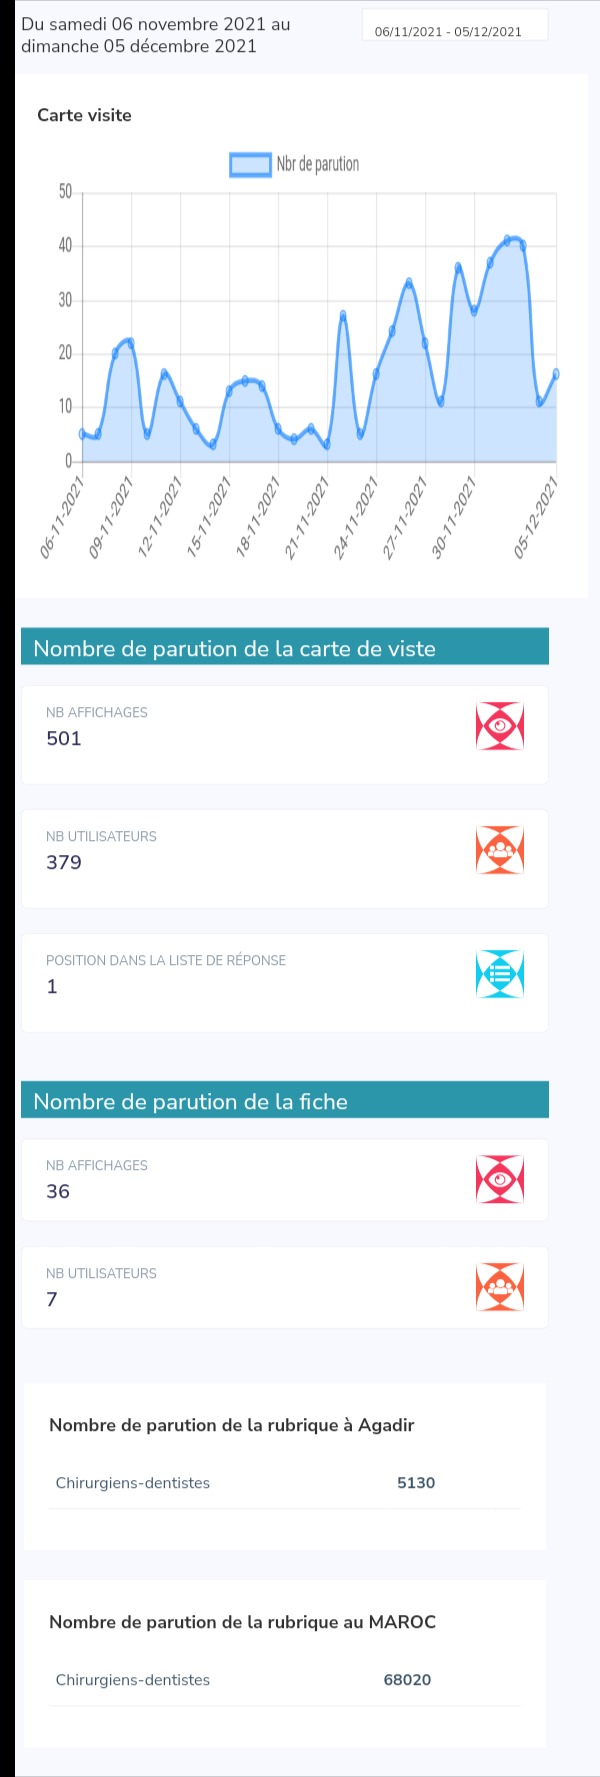 Du samedi 06 novembre 2021 au
dimanche 05 décembre 2021
06/11/2021 - 05/12/2021
Carte visite
Nbr de parution
50
40
30
20
10
0
06-11-2021
09-11-2021
12-11-2021
15-11-2021
18-11-2021
21-11-2021
24-11-2021
27-11-2021
30-11-2021
05-12-2021
Nombre de parution de la carte de viste
NB AFFICHAGES
501
NB UTILISATEURS
379
POSITION DANS LA LISTE DE RÉPONSE
1
Nombre de parution de la fiche
NB AFFICHAGES
36
NB UTILISATEURS
7
Nombre de parution de la rubrique à Agadir
Chirurgiens-dentistes 5130
Nombre de parution de la rubrique au MAROC
Chirurgiens-dentistes 68020